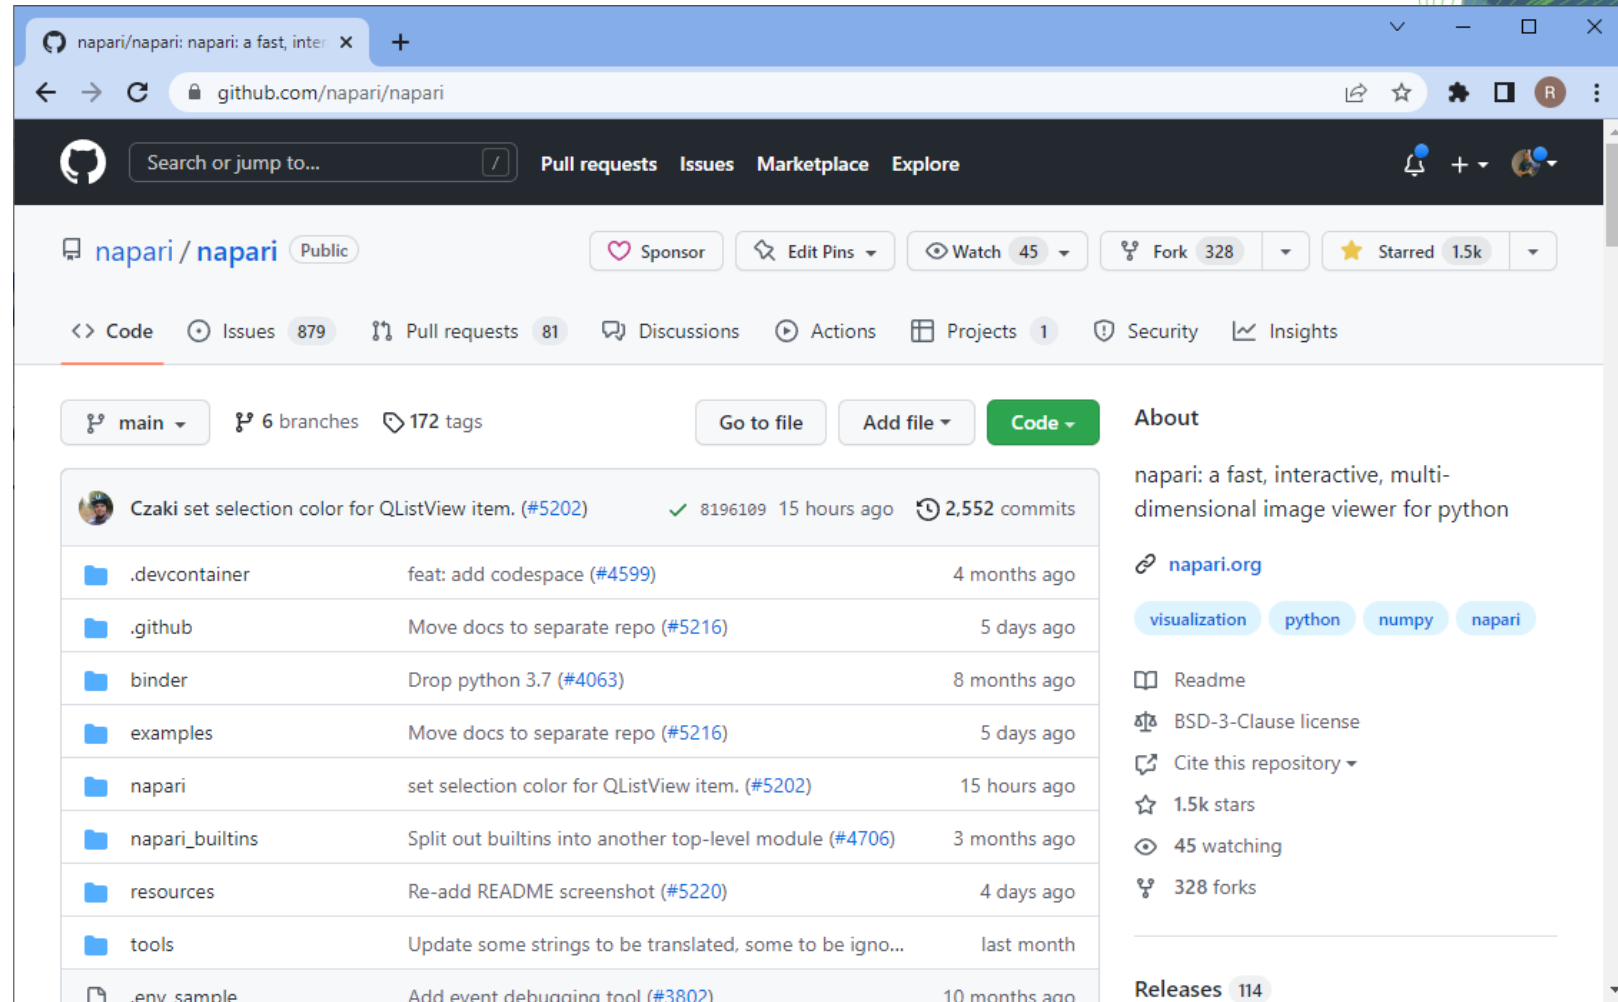 napari/napari: napari: a fast, inter
github.com/napari/napari
R
Search or jump to... /
Pull requests Issues Marketplace Explore
napari / napari Public
Sponsor Edit Pins Watch 45 Fork 328 Starred 1.5k
Code Issues 879 Pull requests 81 Discussions Actions Projects 1 Security Insights
main 6 branches 172 tags Go to file Add file Code
Czaki set selection color for QListView item. (#5202) 8196109 15 hours ago 2,552 commits
.devcontainer feat: add codespace (#4599) 4 months ago
.github Move docs to separate repo (#5216) 5 days ago
binder Drop python 3.7 (#4063) 8 months ago
examples Move docs to separate repo (#5216) 5 days ago
napari set selection color for QListView item. (#5202) 15 hours ago
napari_builtins Split out builtins into another top-level module (#4706) 3 months ago
resources Re-add README screenshot (#5220) 4 days ago
tools Update some strings to be translated, some to be igno... last month
.env_sample Add event debugging tool (#3802) 10 months ago
About
napari: a fast, interactive, multi-
dimensional image viewer for python
napari.org
visualization python numpy napari
Readme
BSD-3-Clause license
Cite this repository
1.5k stars
45 watching
328 forks
Releases 114